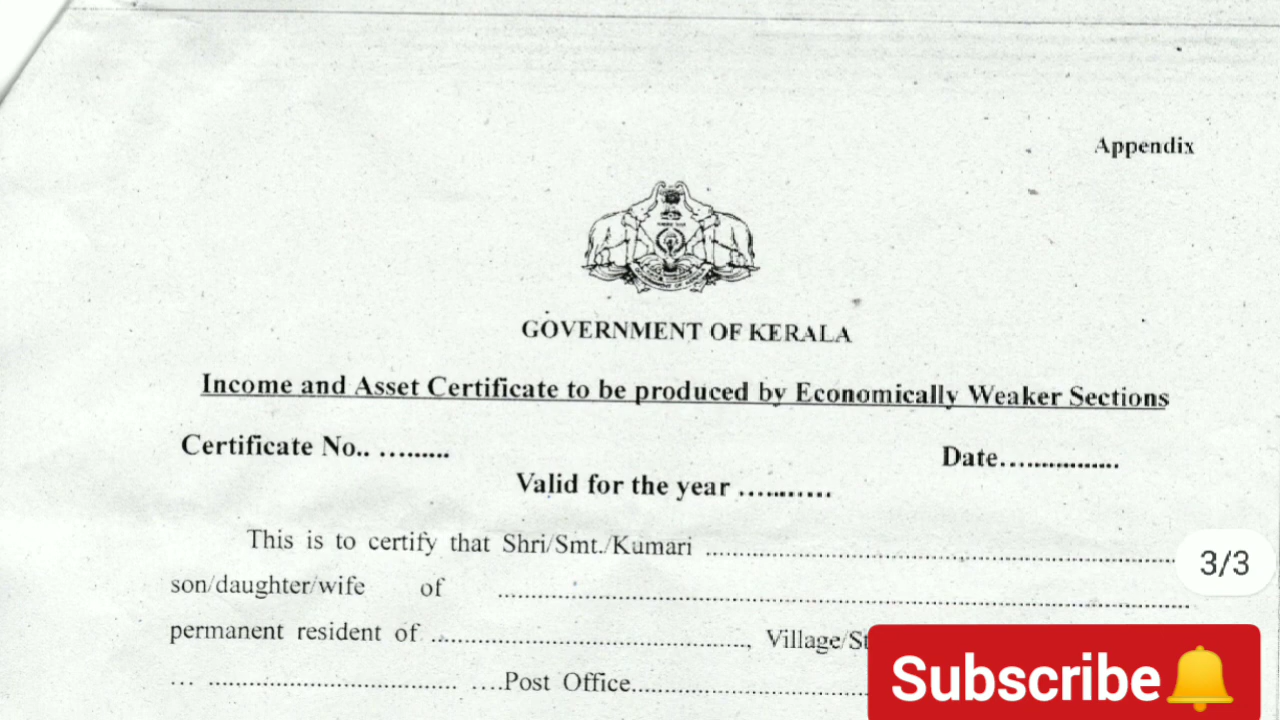 Appendix
GOVERNMENT OF KERALA
Income and Asset Certificate to be produced by Economically Weaker Sections
Certificate No.. ......... Date.................
Valid for the year ...........
This is to certify that Shri/Smt./Kumari ......................................................................
3/3
son/daughter/wife of ..........................................................................................................
permanent resident of ................................................, Village/
... ...................................... ....Post Office....................................
Subscribe